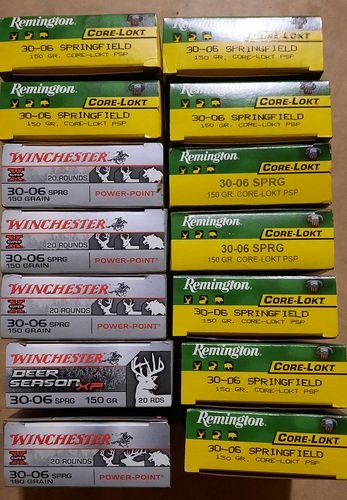 Remington
CORE-LOKT
30-06 SPRINGFIELD
150 GR. CORE-LOKT PSP
Remington
CORE-LOKT
30-06 SPRINGFIELD
150 GR. CORE-LOKT PSP
WINCHESTER
X
20 ROUNDS
30-06 SPRG
POWER-POINT
150 GRAIN
WINCHESTER
X
20 ROUNDS
30-06 SPRG
POWER-POINT
150 GRAIN
WINCHESTER
X
20 ROUNDS
30-06 SPRG
POWER-POINT
150 GRAIN
WINCHESTER
DEER
SEASON XP
30-06 SPRG 150 GR 20 RDS
WINCHESTER
X
20 ROUNDS
30-06 SPRG
POWER-POINT
180 GRAIN
Remington
CORE-LOKT
30-06 SPRINGFIELD
150 GR. CORE-LOKT PSP
Remington
CORE-LOKT
30-06 SPRINGFIELD
150 GR. CORE-LOKT PSP
Remington
CORE-LOKT
30-06 SPRG
150 GR. CORE-LOKT PSP
Remington
CORE-LOKT
30-06 SPRG
150 GR. CORE-LOKT PSP
Remington
CORE-LOKT
30-06 SPRINGFIELD
150 GR. CORE-LOKT PSP
Remington
CORE-LOKT
30-06 SPRINGFIELD
150 GR. CORE-LOKT PSP
Remington
CORE-LOKT
30-06 SPRINGFIELD
150 GR. CORE-LOKT PSP